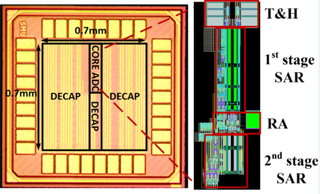 0.7mm
0.7mm
CORE ADC
DECAP
DECAP
DECAP
T&H
1st stage
SAR
RA
2nd stage
SAR